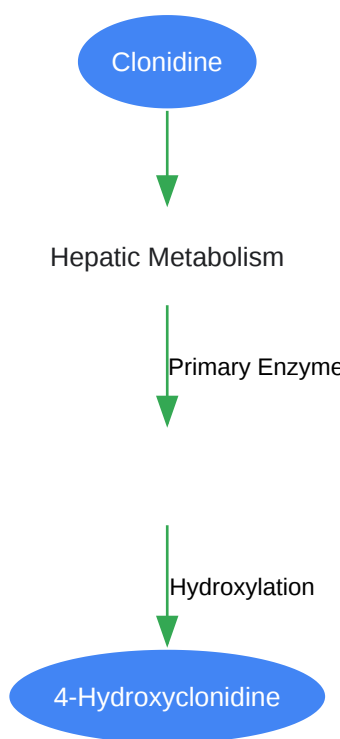 Clonidine
Hepatic Metabolism
Primary Enzyme
Hydroxylation
4-Hydroxyclonidine